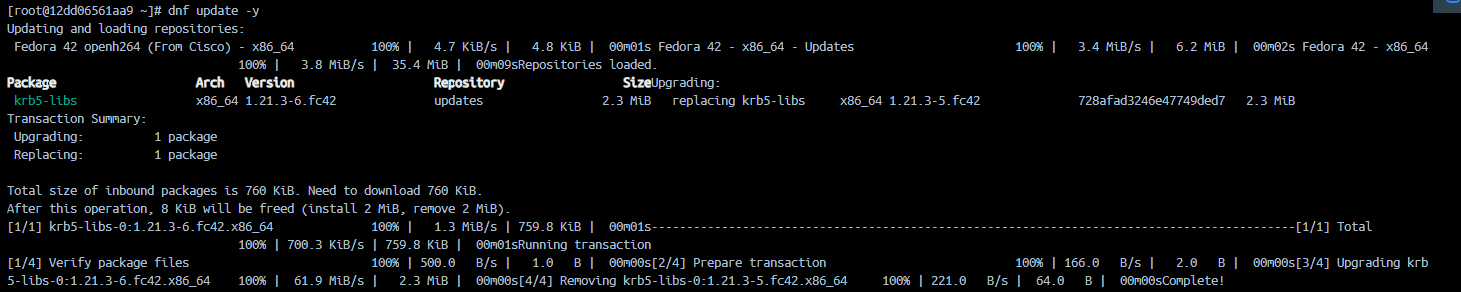 [root@12dd06561aa9 ~]# dnf update -y
Updating and loading repositories:
 Fedora 42 openh264 (From Cisco) - x86_64           100% |   4.7 KiB/s |   4.8 KiB |  00m01s Fedora 42 - x86_64 - Updates                       100% |   3.4 MiB/s |   6.2 MiB |  00m02s Fedora 42 - x86_64
                                 100% |   3.8 MiB/s |  35.4 MiB |  00m09sRepositories loaded.
Package                    Arch   Version                    Repository                 SizeUpgrading:
 krb5-libs                 x86_64 1.21.3-6.fc42              updates                 2.3 MiB   replacing krb5-libs     x86_64 1.21.3-5.fc42              728afad3246e47749ded7   2.3 MiB
Transaction Summary:
 Upgrading:          1 package
 Replacing:          1 package
Total size of inbound packages is 760 KiB. Need to download 760 KiB.
After this operation, 8 KiB will be freed (install 2 MiB, remove 2 MiB).
[1/1] krb5-libs-0:1.21.3-6.fc42.x86_64              100% |   1.3 MiB/s | 759.8 KiB |  00m01s--------------------------------------------------------------------------------------------[1/1] Total
                                 100% | 700.3 KiB/s | 759.8 KiB |  00m01sRunning transaction
[1/4] Verify package files                          100% | 500.0   B/s |   1.0   B |  00m00s[2/4] Prepare transaction                           100% | 166.0   B/s |   2.0   B |  00m00s[3/4] Upgrading krb
5-libs-0:1.21.3-6.fc42.x86_64    100% |  61.9 MiB/s |   2.3 MiB |  00m00s[4/4] Removing krb5-libs-0:1.21.3-5.fc42.x86_64     100% | 221.0   B/s |  64.0   B |  00m00sComplete!